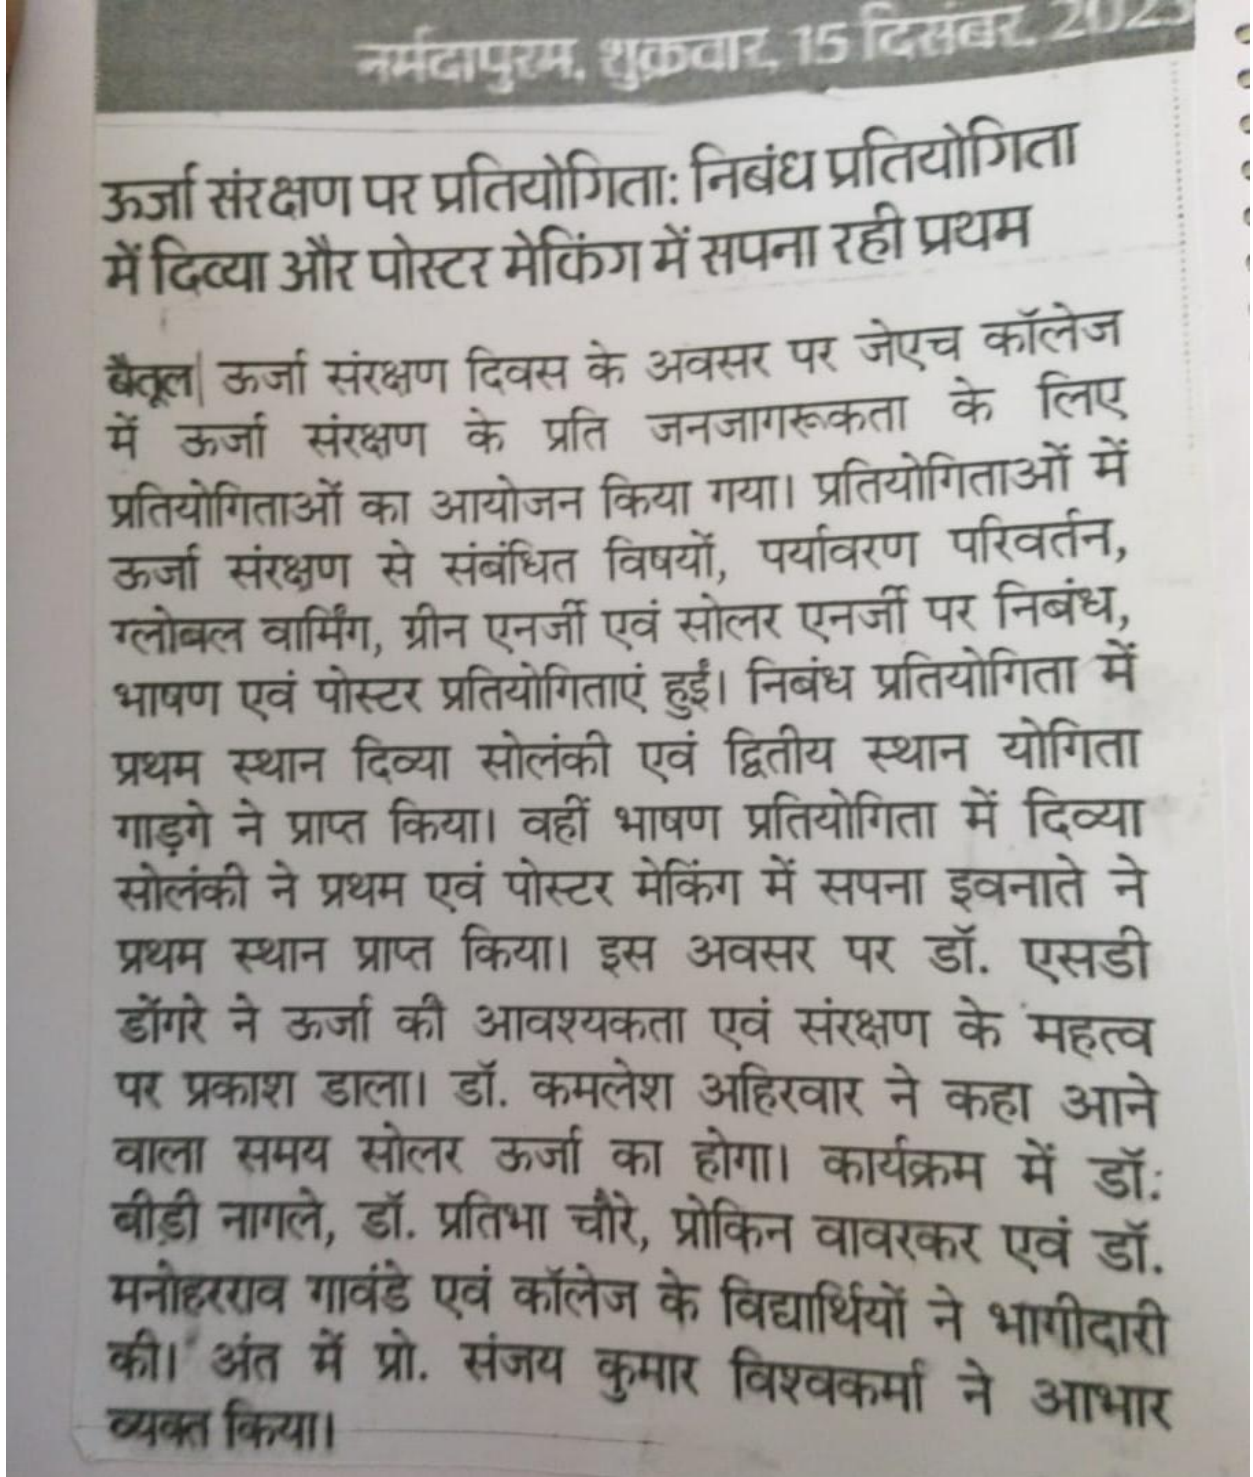 नर्मदापुरम, शुक्रवार, 15 दिसंबर, 2023
ऊर्जा संरक्षण पर प्रतियोगिता: निबंध प्रतियोगिता
में दिव्या और पोस्टर मेकिंग में सपना रही प्रथम
बैतूल| ऊर्जा संरक्षण दिवस के अवसर पर जेएच कॉलेज
में ऊर्जा संरक्षण के प्रति जनजागरूकता के लिए
प्रतियोगिताओं का आयोजन किया गया। प्रतियोगिताओं में
ऊर्जा संरक्षण से संबंधित विषयों, पर्यावरण परिवर्तन,
ग्लोबल वार्मिंग, ग्रीन एनर्जी एवं सोलर एनर्जी पर निबंध,
भाषण एवं पोस्टर प्रतियोगिताएं हुईं। निबंध प्रतियोगिता में
प्रथम स्थान दिव्या सोलंकी एवं द्वितीय स्थान योगिता
गाड़गे ने प्राप्त किया। वहीं भाषण प्रतियोगिता में दिव्या
सोलंकी ने प्रथम एवं पोस्टर मेकिंग में सपना इवनाते ने
प्रथम स्थान प्राप्त किया। इस अवसर पर डॉ. एसडी
डोंगरे ने ऊर्जा की आवश्यकता एवं संरक्षण के महत्व
पर प्रकाश डाला। डॉ. कमलेश अहिरवार ने कहा आने
वाला समय सोलर ऊर्जा का होगा। कार्यक्रम में डॉ.
बीड़ी नागले, डॉ. प्रतिभा चौरे, प्रोकिन वावरकर एवं डॉ.
मनोहरराव गावंडे एवं कॉलेज के विद्यार्थियों ने भागीदारी
की। अंत में प्रो. संजय कुमार विश्वकर्मा ने आभार
व्यक्त किया।